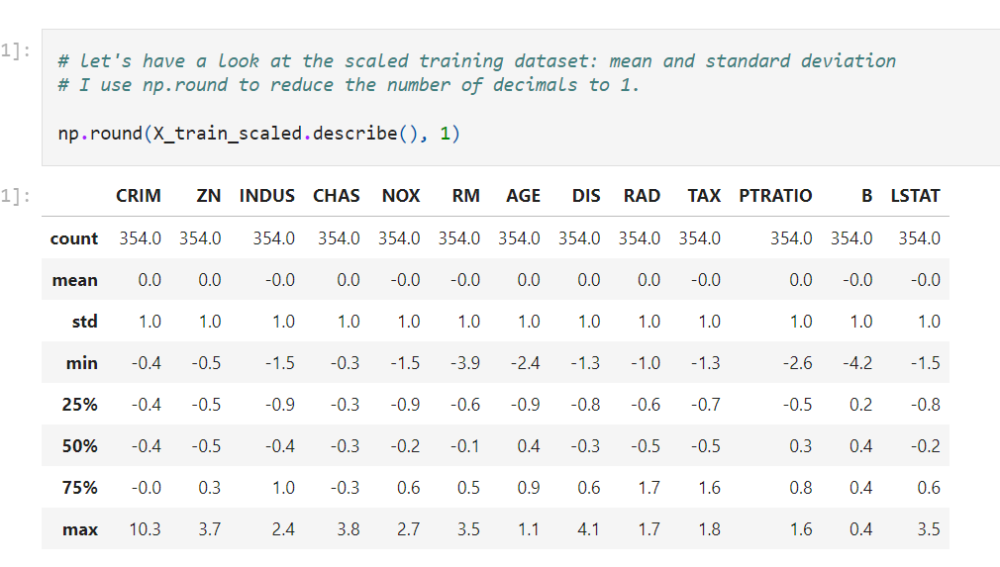 1]:
# let's have a look at the scaled training dataset: mean and standard deviation
# I use np.round to reduce the number of decimals to 1.
np.round(X_train_scaled.describe(), 1)
1]:
CRIM ZN INDUS CHAS NOX RM AGE DIS RAD TAX PTRATIO B LSTAT
count 354.0 354.0 354.0 354.0 354.0 354.0 354.0 354.0 354.0 354.0 354.0 354.0 354.0
mean 0.0 0.0 -0.0 0.0 -0.0 -0.0 0.0 0.0 0.0 -0.0 0.0 -0.0 -0.0
std 1.0 1.0 1.0 1.0 1.0 1.0 1.0 1.0 1.0 1.0 1.0 1.0 1.0
min -0.4 -0.5 -1.5 -0.3 -1.5 -3.9 -2.4 -1.3 -1.0 -1.3 -2.6 -4.2 -1.5
25% -0.4 -0.5 -0.9 -0.3 -0.9 -0.6 -0.9 -0.8 -0.6 -0.7 -0.5 0.2 -0.8
50% -0.4 -0.5 -0.4 -0.3 -0.2 -0.1 0.4 -0.3 -0.5 -0.5 0.3 0.4 -0.2
75% -0.0 0.3 1.0 -0.3 0.6 0.5 0.9 0.6 1.7 1.6 0.8 0.4 0.6
max 10.3 3.7 2.4 3.8 2.7 3.5 1.1 4.1 1.7 1.8 1.6 0.4 3.5